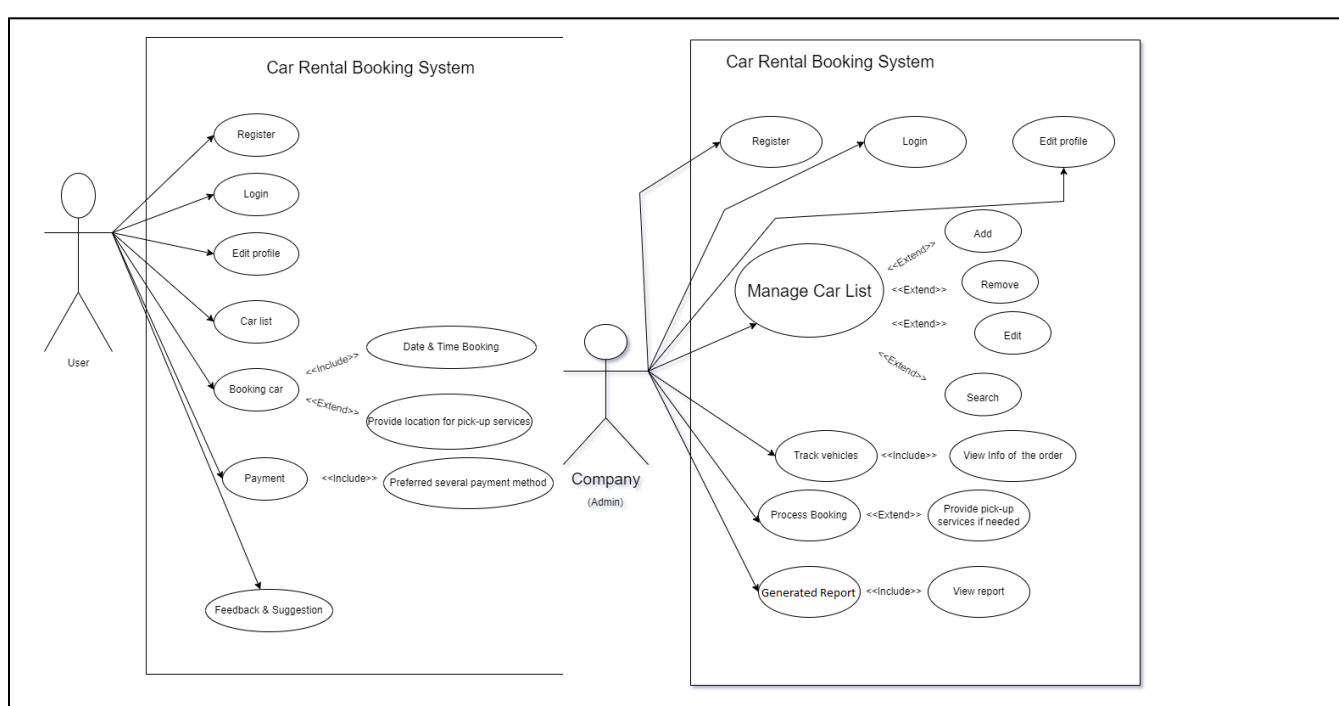 Car Rental Booking System
Register
Login
Edit profile
Car list
User
Booking car
<<Include>>
Date & Time Booking
<<Extend>>
Provide location for pick-up services
Payment
<<Include>>
Preferred several payment method
Feedback & Suggestion
Car Rental Booking System
Register
Login
Edit profile
Manage Car List
<<Extend>>
Add
<<Extend>>
Remove
<<Extend>>
Edit
<<Extend>>
Search
Company
(Admin)
Track vehicles
<<Include>>
View Info of the order
Process Booking
<<Extend>>
Provide pick-up
services if needed
Generated Report
<<Include>>
View report